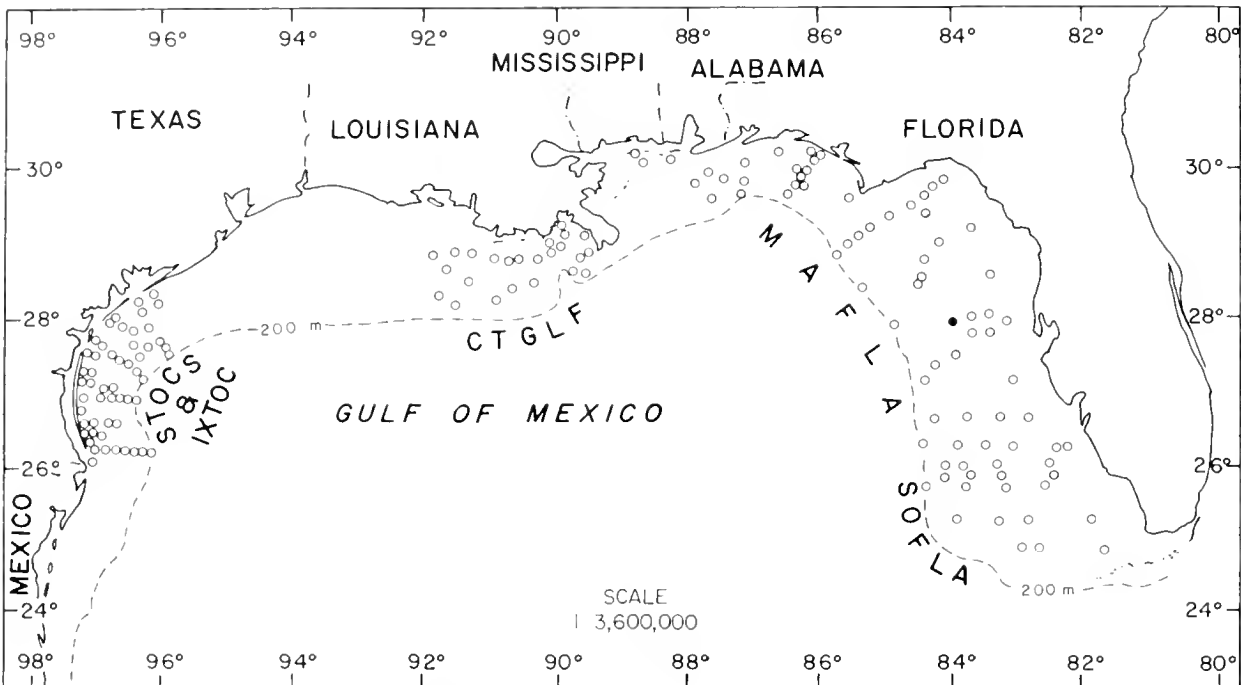 98° 96° 94° 92° 90° 88° 86° 84° 82° 80°
MISSISSIPPI ALABAMA
TEXAS LOUISIANA FLORIDA
30° 30°
MAFLA
28° 200 m CTGLF 28°
STOCS
&
IXTOC
GULF OF MEXICO
26° 26°
SOFLA
MEXICO
200 m
24° 24°
SCALE
1 3,600,000
98° 96° 94° 92° 90° 88° 86° 84° 82° 80°